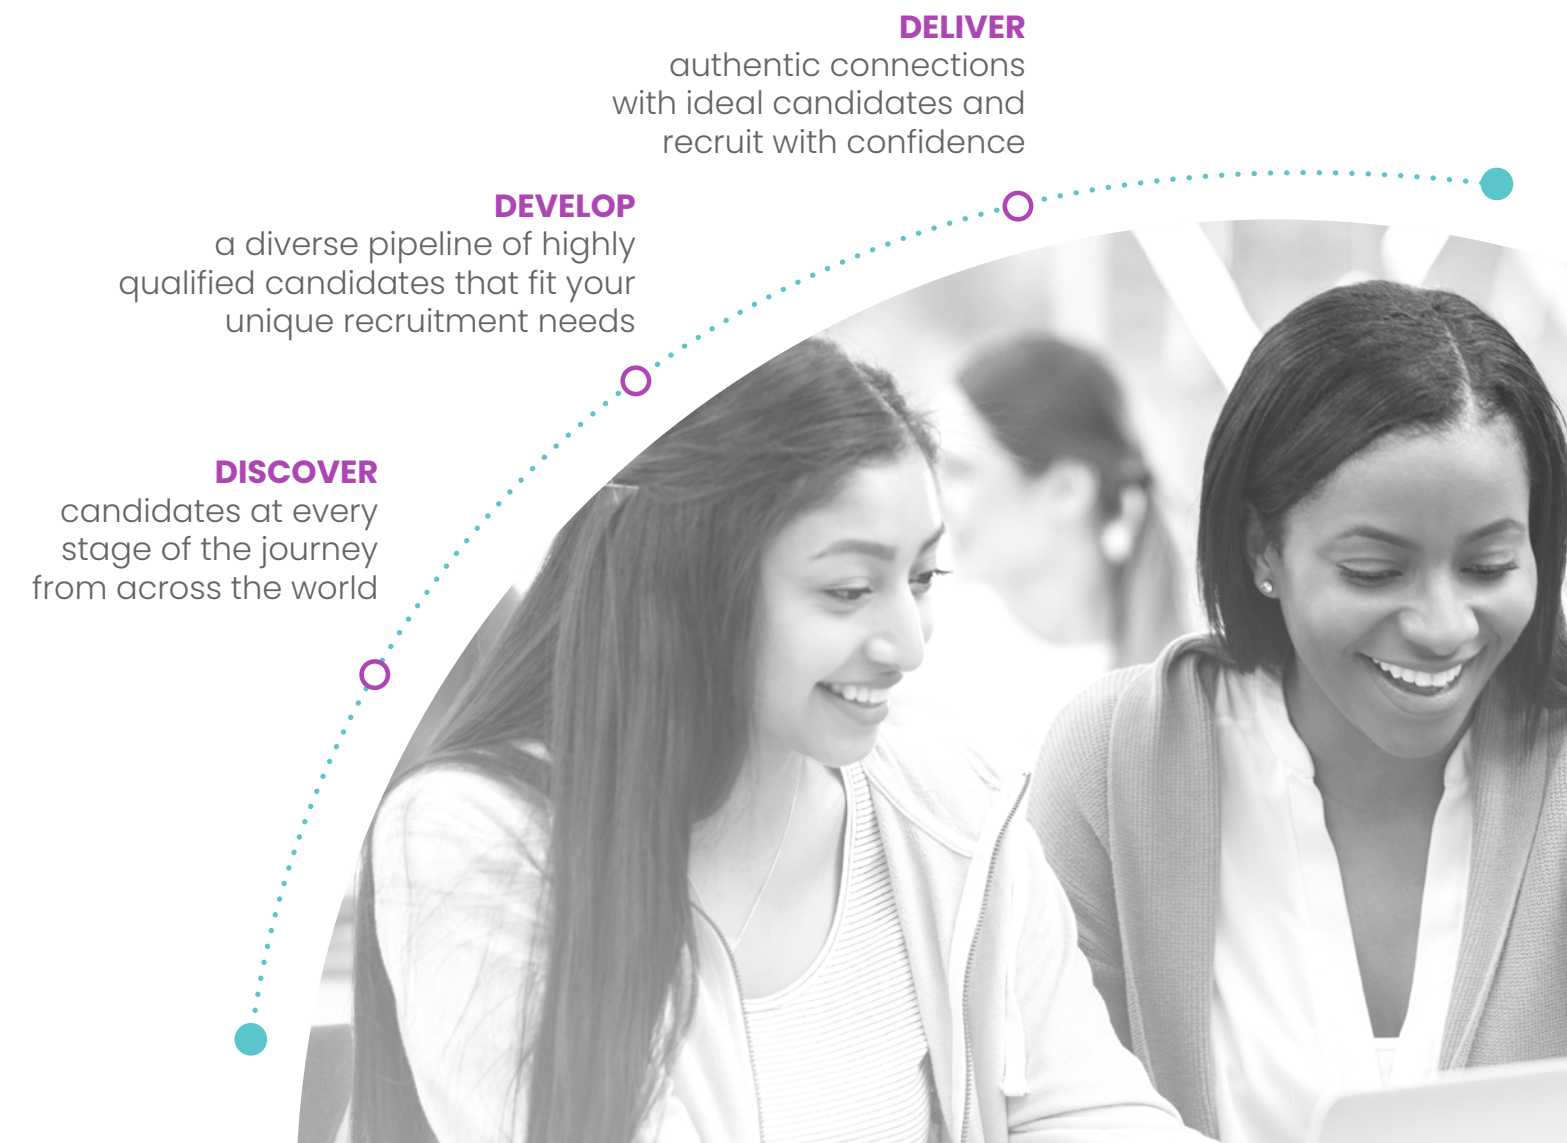 DELIVER
authentic connections
with ideal candidates and
recruit with confidence
DEVELOP
a diverse pipeline of highly
qualified candidates that fit your
unique recruitment needs
DISCOVER
candidates at every
stage of the journey
from across the world